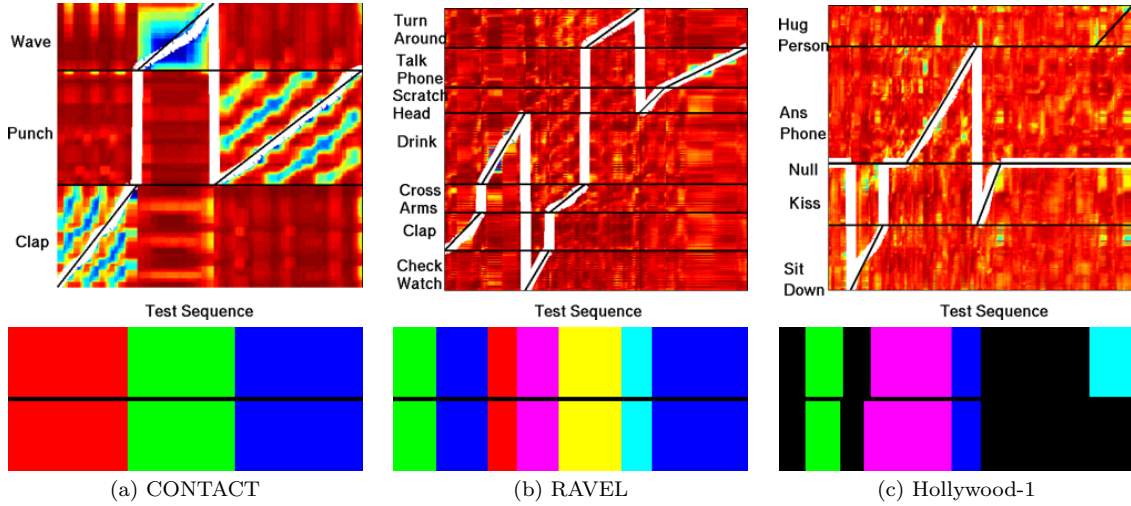 Wave
Punch
Clap
Test Sequence
(a) CONTACT
Turn
Around
Talk
Phone
Scratch
Head
Drink
Cross
Arms
Clap
Check
Watch
Test Sequence
(b) RAVEL
Hug
Person
Ans
Phone
Null
Kiss
Sit
Down
Test Sequence
(c) Hollywood-1